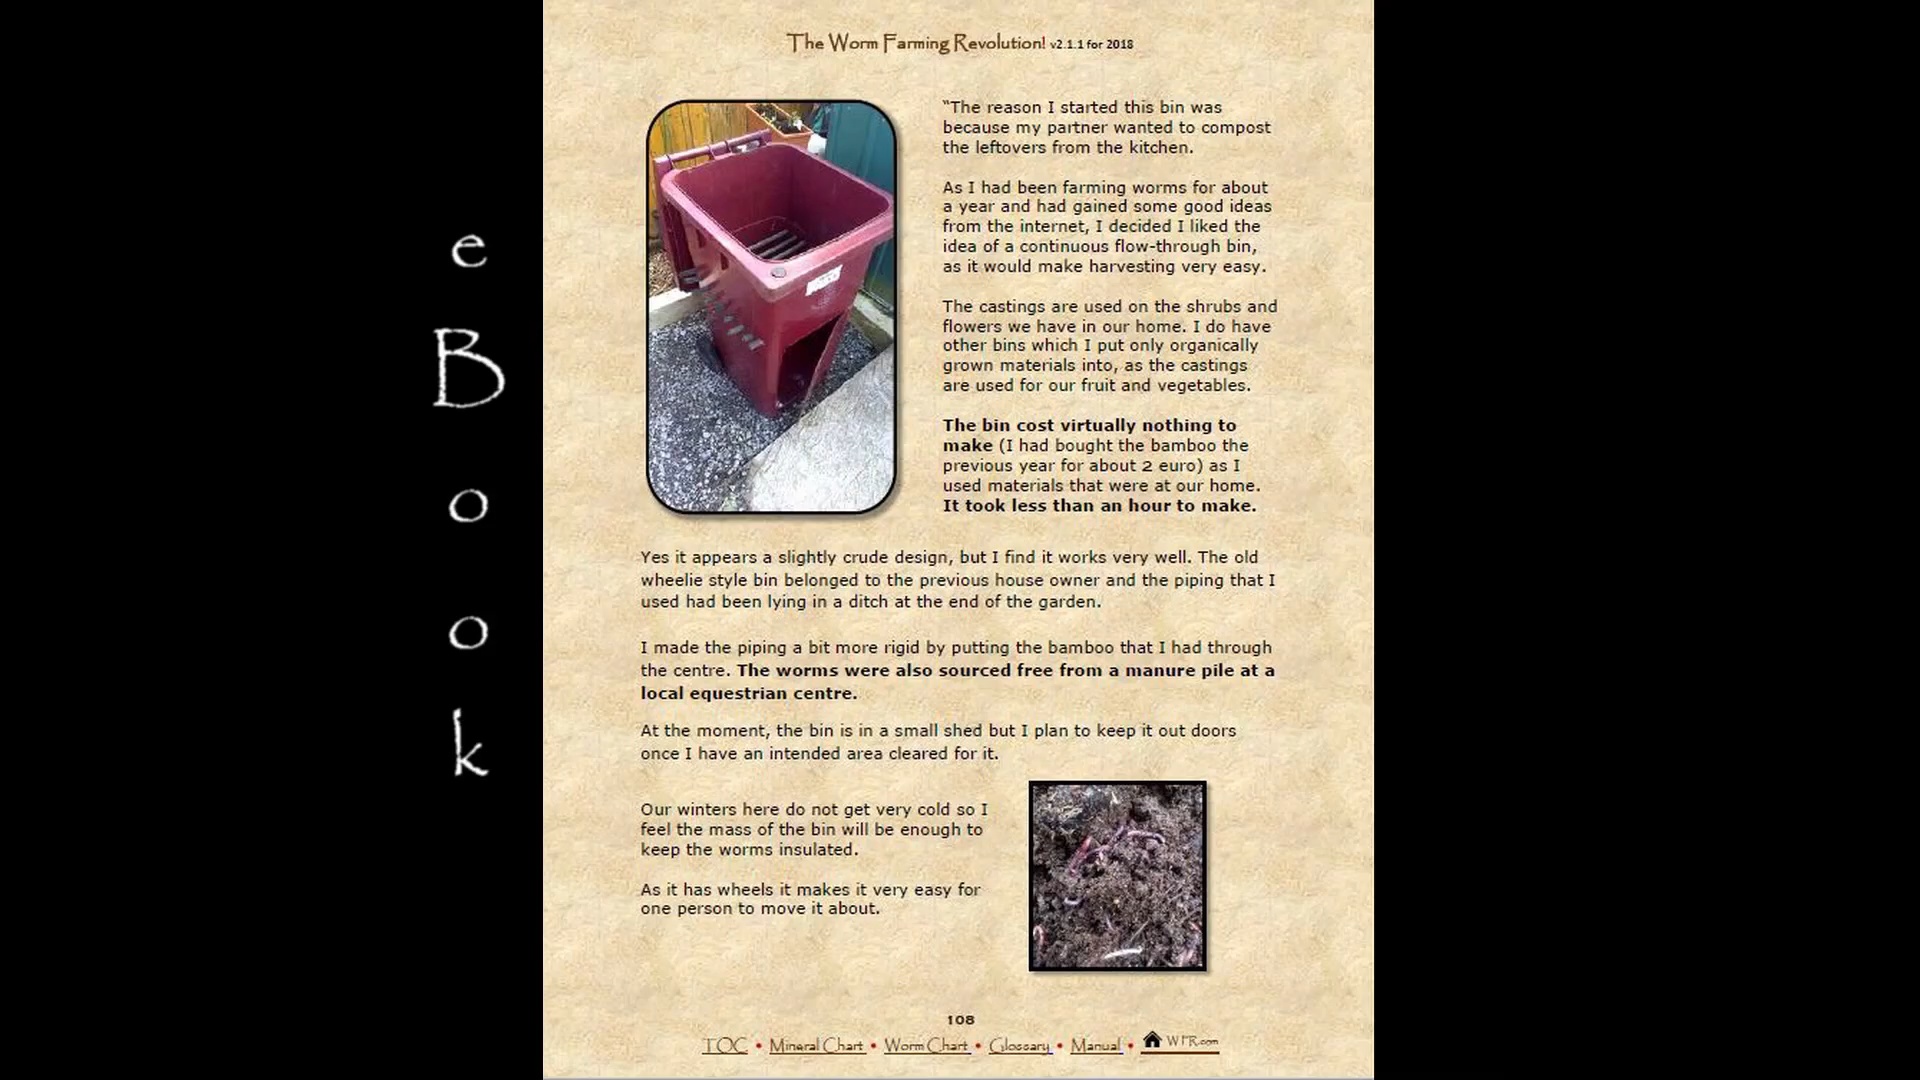 The Worm Farming Revolution! v2.1.1 for 2018
e
B
o
o
k
“The reason I started this bin was
because my partner wanted to compost
the leftovers from the kitchen.
As I had been farming worms for about
a year and had gained some good ideas
from the internet, I decided I liked the
idea of a continuous flow-through bin,
as it would make harvesting very easy.
The castings are used on the shrubs and
flowers we have in our home. I do have
other bins which I put only organically
grown materials into, as the castings
are used for our fruit and vegetables.
The bin cost virtually nothing to
make (I had bought the bamboo the
previous year for about 2 euro) as I
used materials that were at our home.
It took less than an hour to make.
Yes it appears a slightly crude design, but I find it works very well. The old
wheelie style bin belonged to the previous house owner and the piping that I
used had been lying in a ditch at the end of the garden.
I made the piping a bit more rigid by putting the bamboo that I had through
the centre. The worms were also sourced free from a manure pile at a
local equestrian centre.
At the moment, the bin is in a small shed but I plan to keep it out doors
once I have an intended area cleared for it.
Our winters here do not get very cold so I
feel the mass of the bin will be enough to
keep the worms insulated.
As it has wheels it makes it very easy for
one person to move it about.
108
TOC • Mineral Chart • Worm Chart • Glossary • Manual • WFR.com